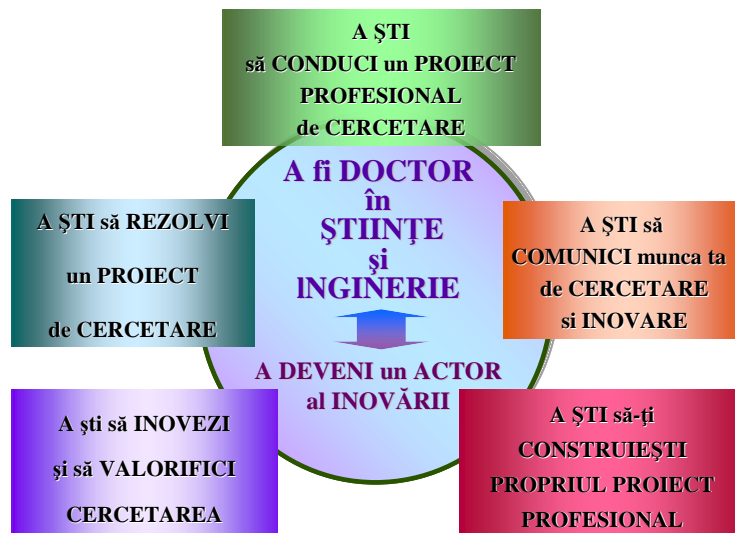 A ŞTI
să CONDUCI un PROIECT
PROFESIONAL
de CERCETARE
A fi DOCTOR
în
ŞTIINŢE
şi
INGINERIE
A DEVENI un ACTOR
al INOVĂRII
A ŞTI să REZOLVI
un PROIECT
de CERCETARE
A ŞTI să
COMUNICI munca ta
de CERCETARE
si INOVARE
A şti să INOVEZI
şi să VALORIFICI
CERCETAREA
A ŞTI să-ţi
CONSTRUIEŞTI
PROPRIUL PROIECT
PROFESIONAL